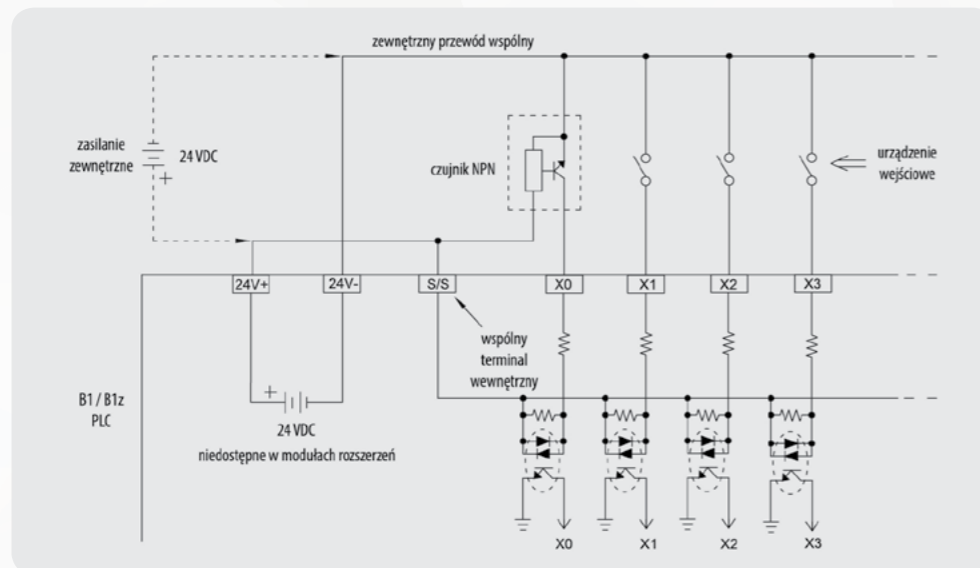 zewnętrzny przewód wspólny
zasilanie
zewnętrzne
24 VDC
+
czujnik NPN
urządzenie
wejściowe
24V+
24V-
S/S
X0
X1
X2
X3
wspólny
terminal
wewnętrzny
B1 / B1z
PLC
+
24 VDC
niedostępne w modułach rozszerzeń
X0
X1
X2
X3